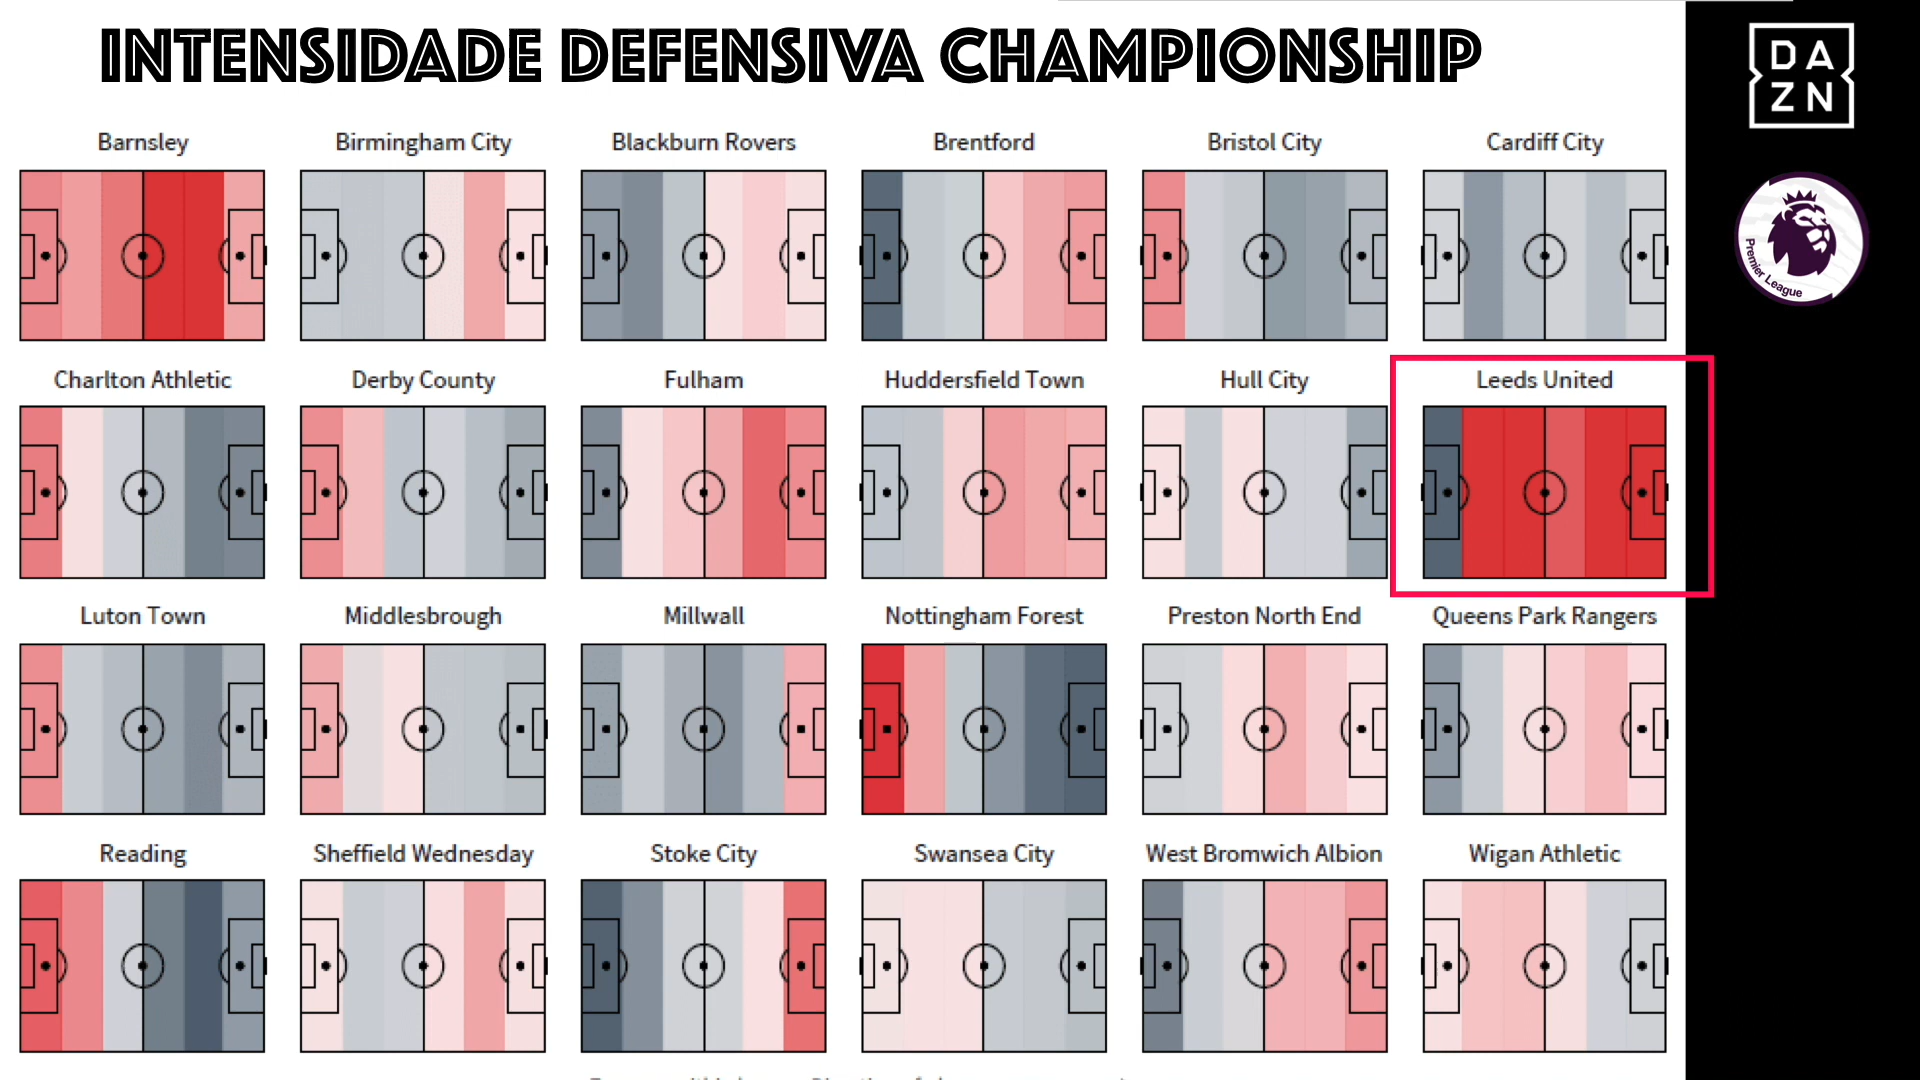 INTENSIDADE DEFENSIVA CHAMPIONSHIP
DA
ZN
Premier League
Barnsley
Birmingham City
Blackburn Rovers
Brentford
Bristol City
Cardiff City
Charlton Athletic
Derby County
Fulham
Huddersfield Town
Hull City
Leeds United
Luton Town
Middlesbrough
Millwall
Nottingham Forest
Preston North End
Queens Park Rangers
Reading
Sheffield Wednesday
Stoke City
Swansea City
West Bromwich Albion
Wigan Athletic